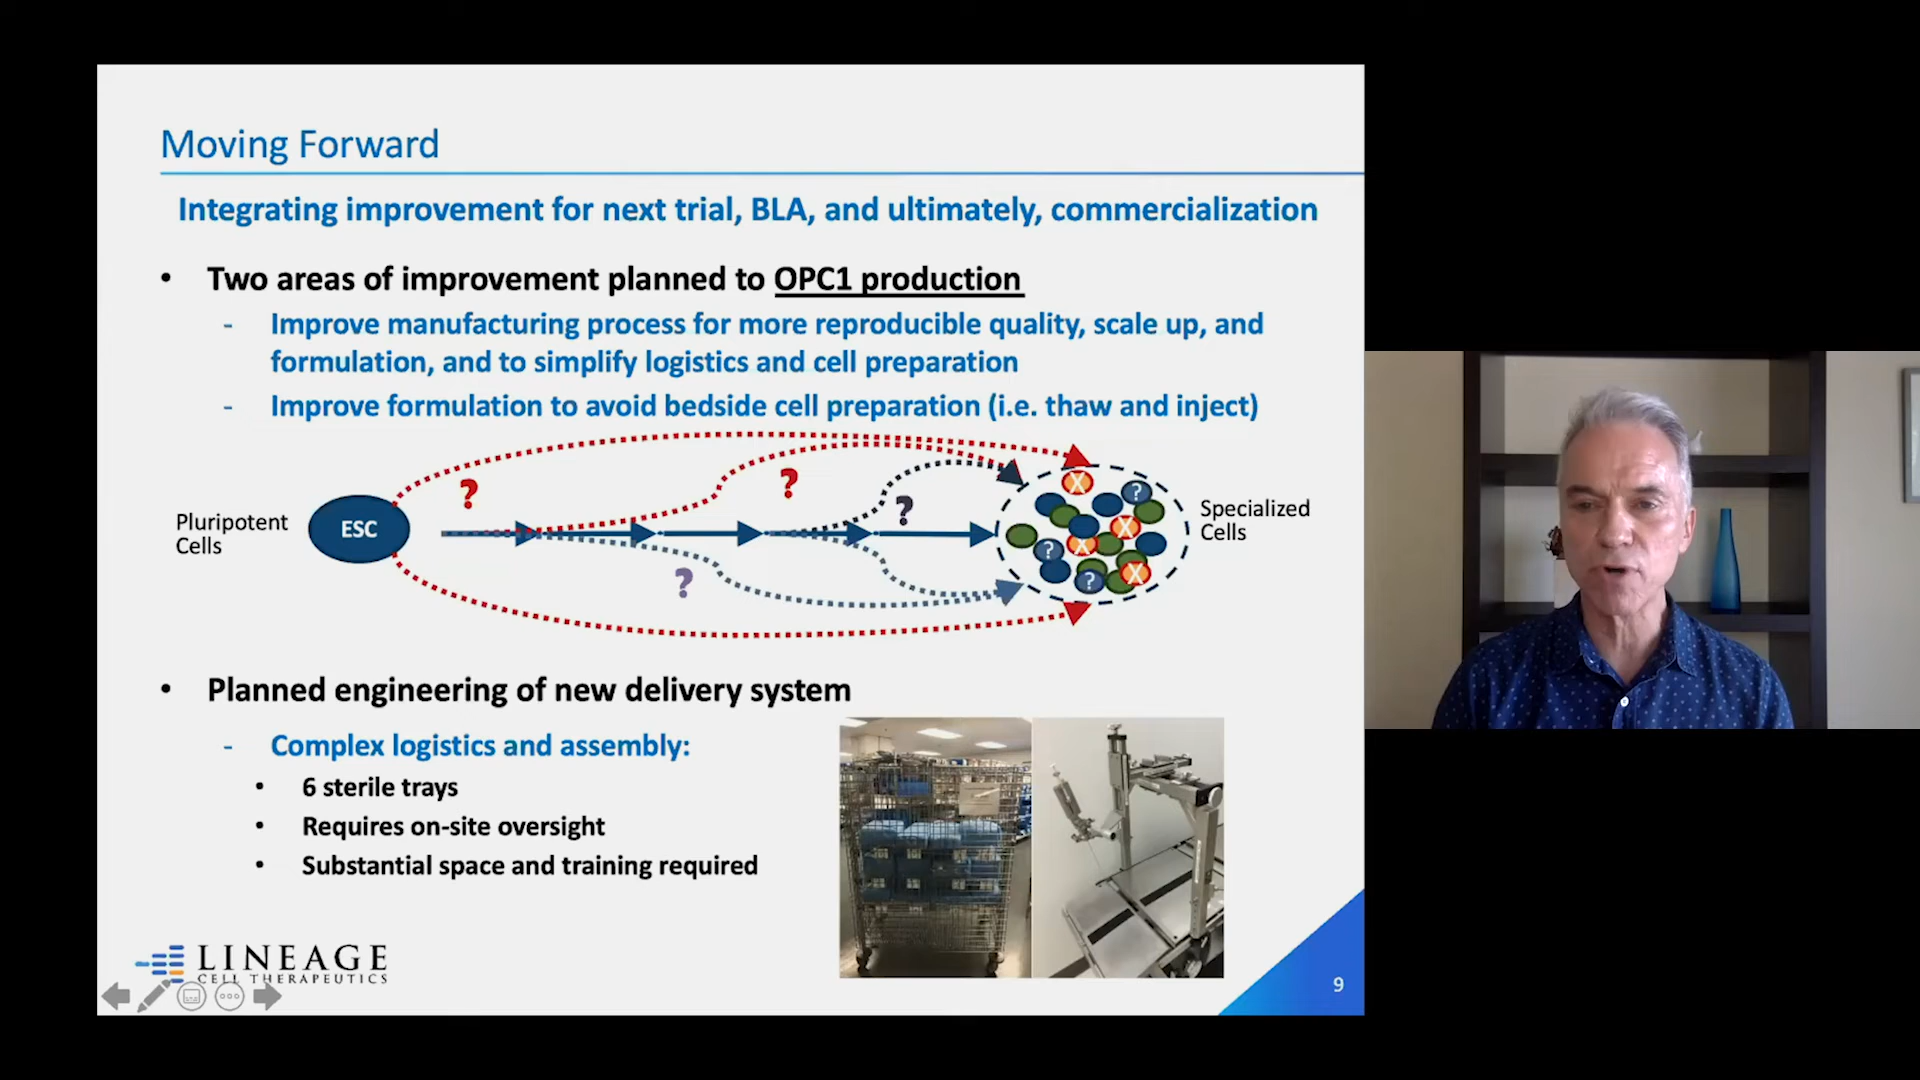 Moving Forward
Integrating improvement for next trial, BLA, and ultimately, commercialization
• Two areas of improvement planned to OPC1 production
- Improve manufacturing process for more reproducible quality, scale up, and
formulation, and to simplify logistics and cell preparation
- Improve formulation to avoid bedside cell preparation (i.e. thaw and inject)
Pluripotent
Cells
ESC
?
?
?
?
X
?
X
?
X
?
X
Specialized
Cells
• Planned engineering of new delivery system
- Complex logistics and assembly:
• 6 sterile trays
• Requires on-site oversight
• Substantial space and training required
LINEAGE
CELL THERAPEUTICS
9